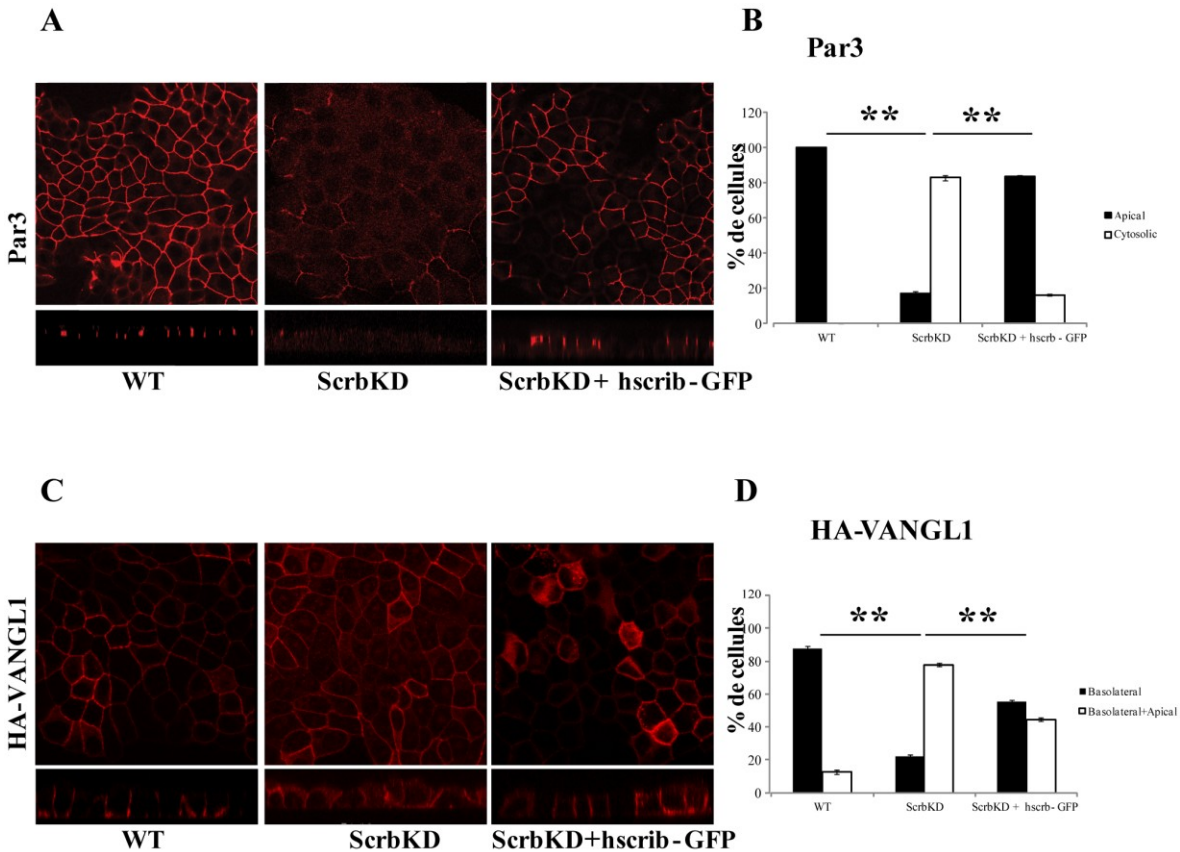 A
Par3
WT
ScrbKD
ScrbKD + hscrib-GFP
B
Par3
% de cellules
120
100
80
60
40
20
0
**
**
WT
ScrbKD
ScrbKD + hscrb - GFP
Apical
Cytosolic
C
HA-VANGL1
WT
ScrbKD
ScrbKD+hscrib-GFP
D
HA-VANGL1
% de cellules
120
100
80
60
40
20
0
**
**
WT
ScrbKD
ScrbKD + hscrb- GFP
Basolateral
Basolateral+Apical